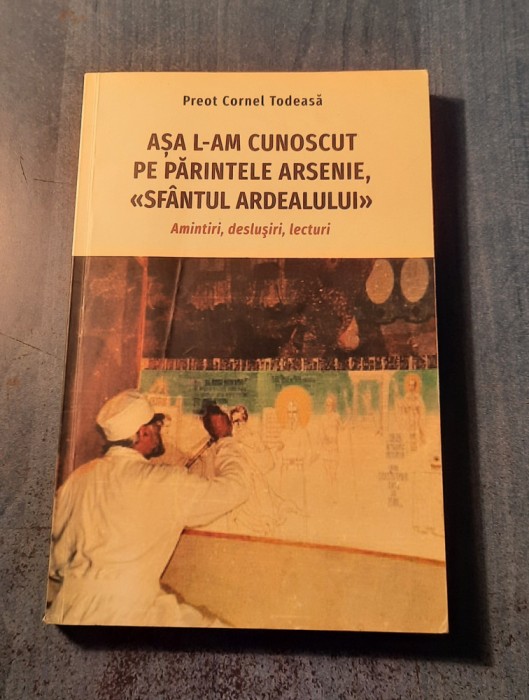 Preot Cornel Todeasă
AȘA L-AM CUNOSCUT
PE PĂRINTELE ARSENIE,
«SFÂNTUL ARDEALULUI»
Amintiri, deslușiri, lecturi